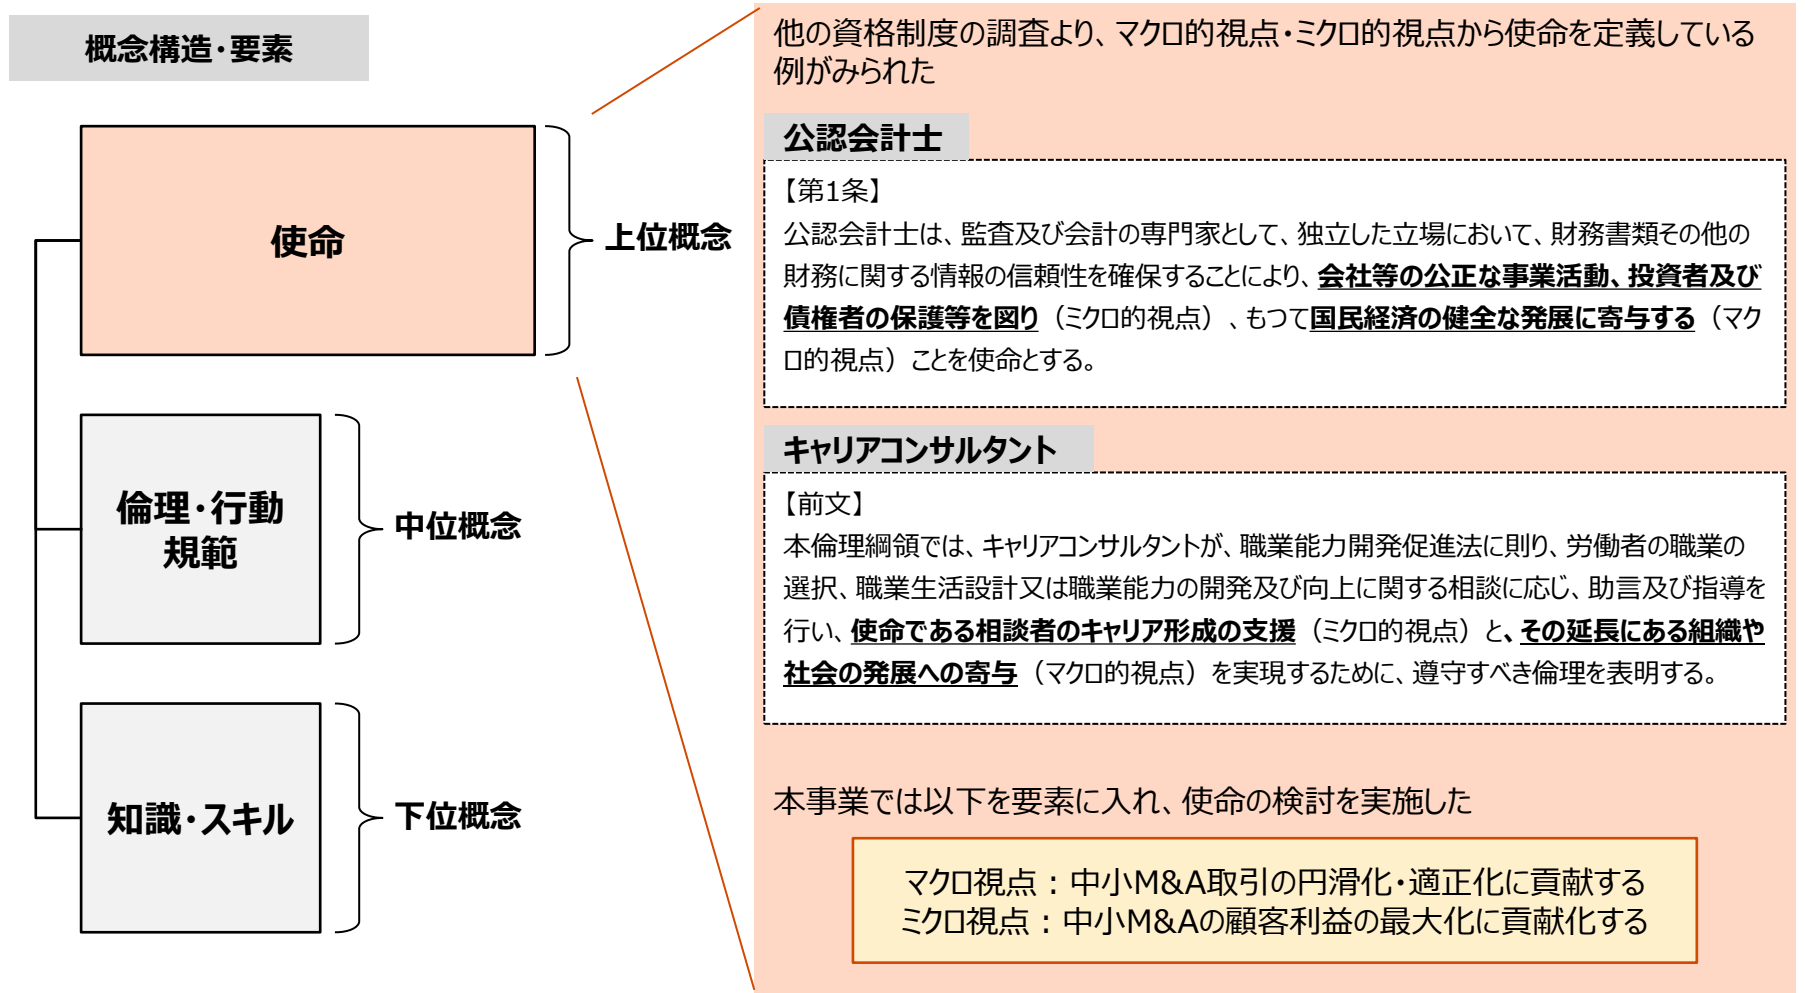 概念構造・要素
使命
上位概念
倫理・行動
規範
中位概念
知識・スキル
下位概念
他の資格制度の調査より、マクロ的視点・ミクロ的視点から使命を定義している
例がみられた
公認会計士
【第1条】
公認会計士は、監査及び会計の専門家として、独立した立場において、財務書類その他の
財務に関する情報の信頼性を確保することにより、会社等の公正な事業活動、投資者及び
債権者の保護等を図り（ミクロ的視点）、もつて国民経済の健全な発展に寄与する（マク
ロ的視点）ことを使命とする。
キャリアコンサルタント
【前文】
本倫理綱領では、キャリアコンサルタントが、職業能力開発促進法に則り、労働者の職業の
選択、職業生活設計又は職業能力の開発及び向上に関する相談に応じ、助言及び指導を
行い、使命である相談者のキャリア形成の支援（ミクロ的視点）と、その延長にある組織や
社会の発展への寄与（マクロ的視点）を実現するために、遵守すべき倫理を表明する。
本事業では以下を要素に入れ、使命の検討を実施した
マクロ視点：中小M&A取引の円滑化・適正化に貢献する
ミクロ視点：中小M&Aの顧客利益の最大化に貢献化する